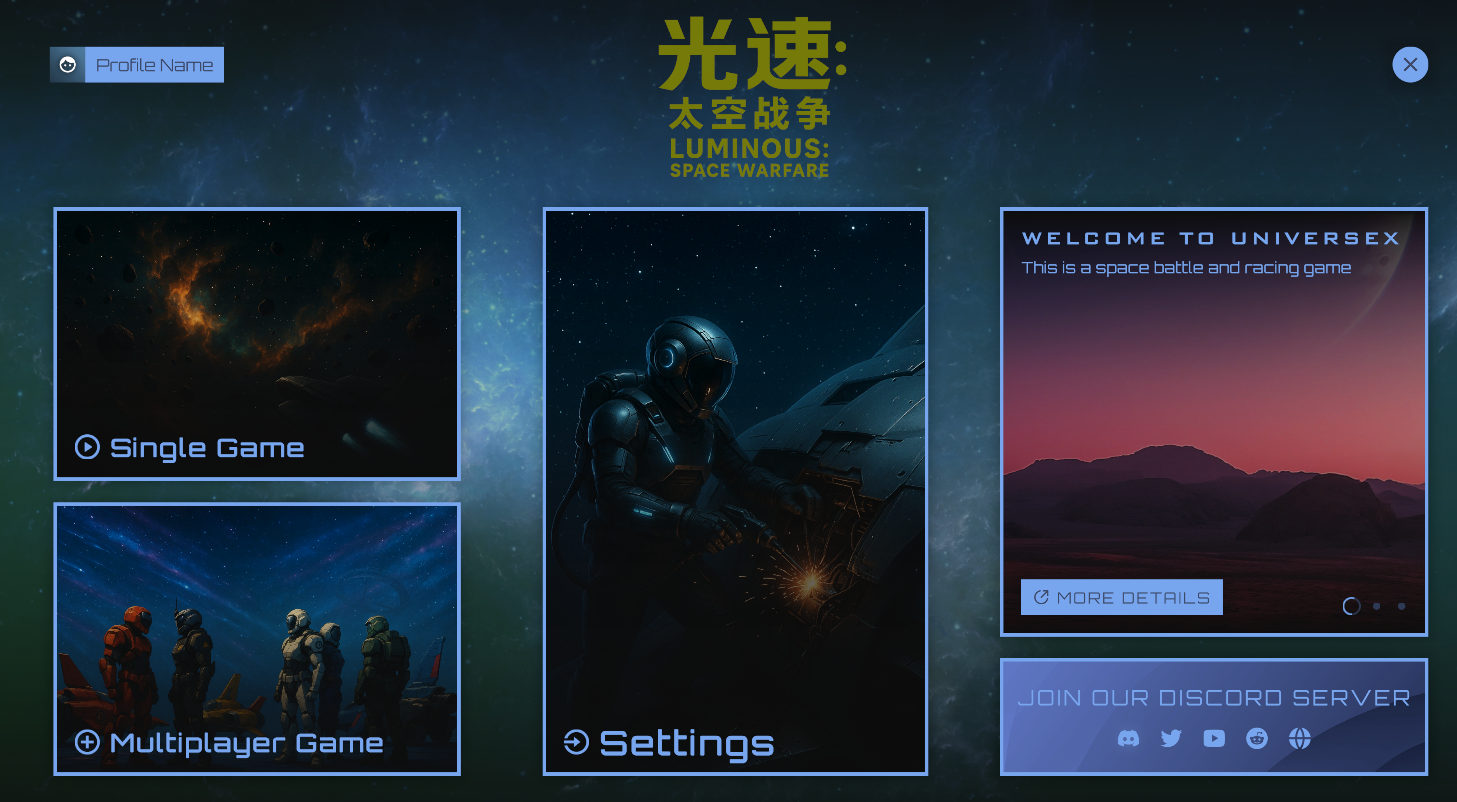 Profile Name
光速:
太空战争
LUMINOUS:
SPACE WARFARE
Single Game
Multiplayer Game
Settings
WELCOME TO UNIVERSEX
This is a space battle and racing game
MORE DETAILS
JOIN OUR DISCORD SERVER